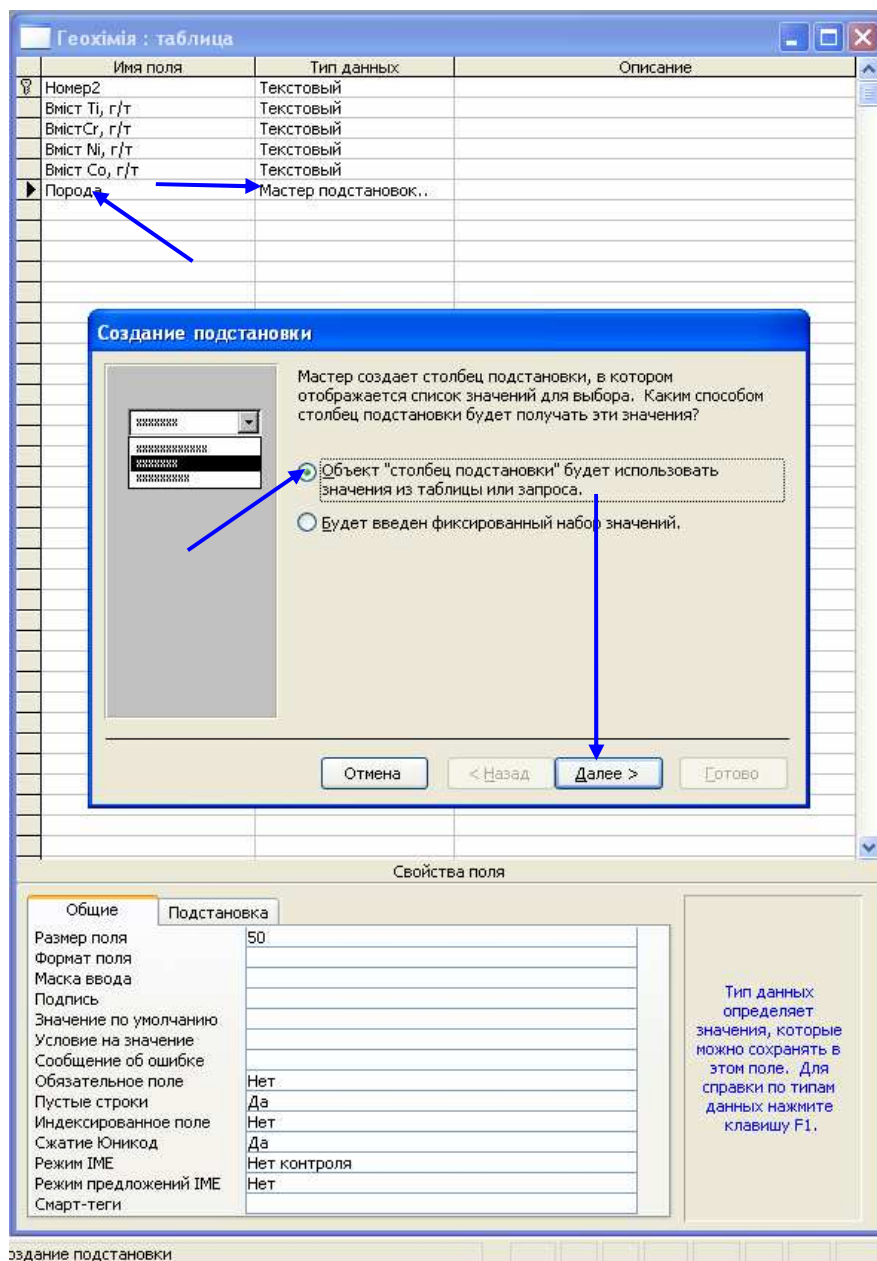 Геохімія : таблица
Имя поля Тип данных Описание
Номер2 Текстовый
Вміст Ti, г/т Текстовый
ВмістCr, г/т Текстовый
Вміст Ni, г/т Текстовый
Вміст Co, г/т Текстовый
Порода Мастер подстановок..
Создание подстановки
Мастер создает столбец подстановки, в котором
отображается список значений для выбора. Каким способом
столбец подстановки будет получать эти значения?
xxxxxxx
xxxxxxxxxxxx
xxxxxxxx
xxxxxxxxx
Объект "столбец подстановки" будет использовать
значения из таблицы или запроса.
Будет введен фиксированный набор значений.
Отмена < Назад Далее > Готово
Свойства поля
Общие Подстановка
Размер поля 50
Формат поля
Маска ввода
Подпись
Значение по умолчанию
Условие на значение
Сообщение об ошибке
Обязательное поле Нет
Пустые строки Да
Индексированное поле Нет
Сжатие Юникод Да
Режим IME Нет контроля
Режим предложений IME Нет
Смарт-теги
Тип данных
определяет
значения, которые
можно сохранять в
этом поле. Для
справки по типам
данных нажмите
клавишу F1.
оздание подстановки